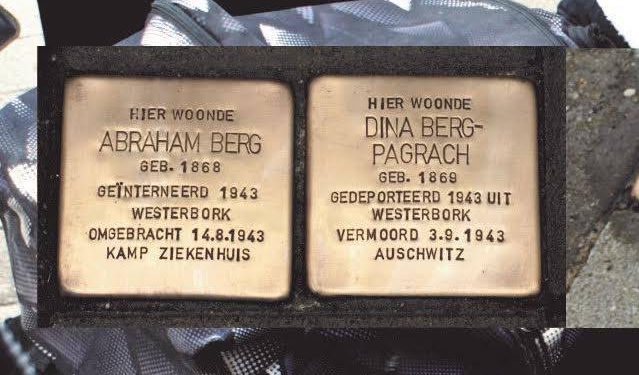 HIER WOONDE
ABRAHAM BERG
GEB. 1868
GEÏNTERNEERD 1943
WESTERBORK
OMGEBRACHT 14.8.1943
KAMP ZIEKENHUIS
HIER WOONDE
DINA BERG-
PAGRACH
GEB. 1869
GEDEPORTEERD 1943 UIT
WESTERBORK
VERMOORD 3.9.1943
AUSCHWITZ